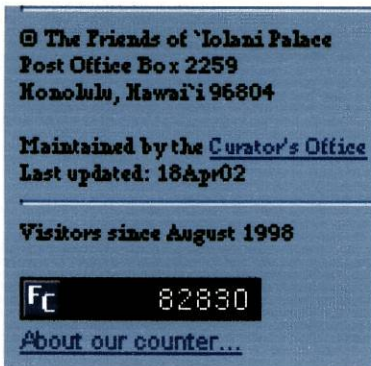 © The Friends of `Iolani Palace
Post Office Box 2259
Honolulu, Hawai`i 96804
Maintained by the Curator's Office
Last updated: 18Apr02
Visitors since August 1998
FC 82830
About our counter...